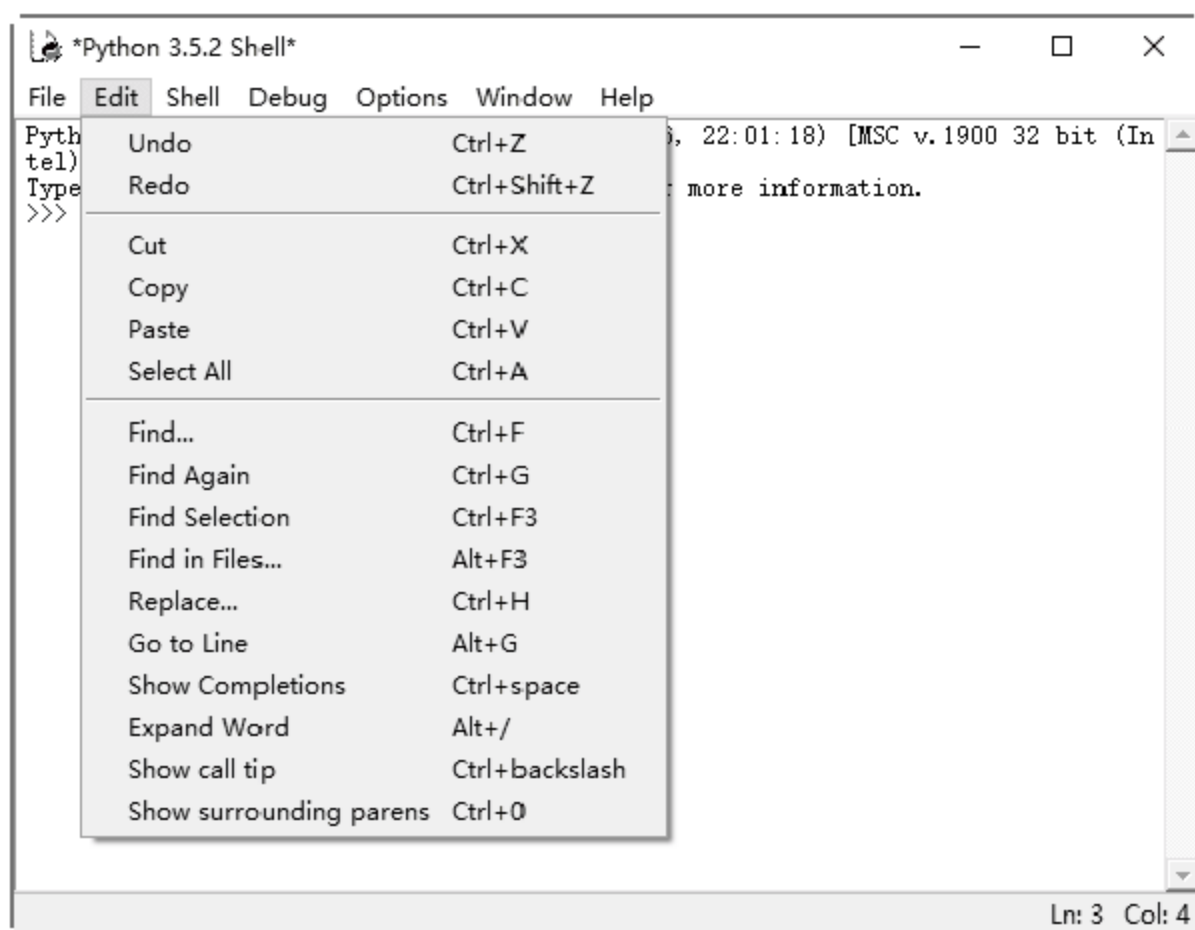 *Python 3.5.2 Shell*
File Edit Shell Debug Options Window Help
Pyth 22:01:18) [MSC v.1900 32 bit (In
tel)
Type more information.
>>>
Undo Ctrl+Z
Redo Ctrl+Shift+Z
Cut Ctrl+X
Copy Ctrl+C
Paste Ctrl+V
Select All Ctrl+A
Find... Ctrl+F
Find Again Ctrl+G
Find Selection Ctrl+F3
Find in Files... Alt+F3
Replace... Ctrl+H
Go to Line Alt+G
Show Completions Ctrl+space
Expand Word Alt+/
Show call tip Ctrl+backslash
Show surrounding parens Ctrl+0
Ln: 3 Col: 4